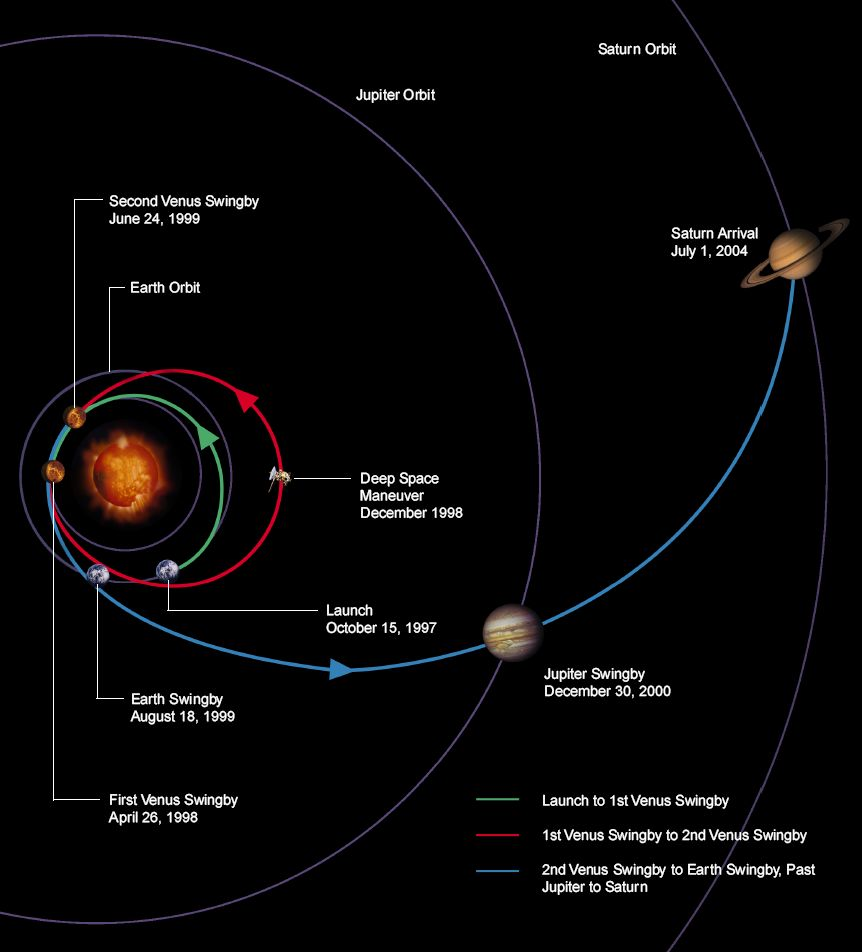 Saturn Orbit
Jupiter Orbit
Second Venus Swingby
June 24, 1999
Saturn Arrival
July 1, 2004
Earth Orbit
Deep Space
Maneuver
December 1998
Launch
October 15, 1997
Jupiter Swingby
December 30, 2000
Earth Swingby
August 18, 1999
First Venus Swingby
April 26, 1998
Launch to 1st Venus Swingby
1st Venus Swingby to 2nd Venus Swingby
2nd Venus Swingby to Earth Swingby, Past
Jupiter to Saturn